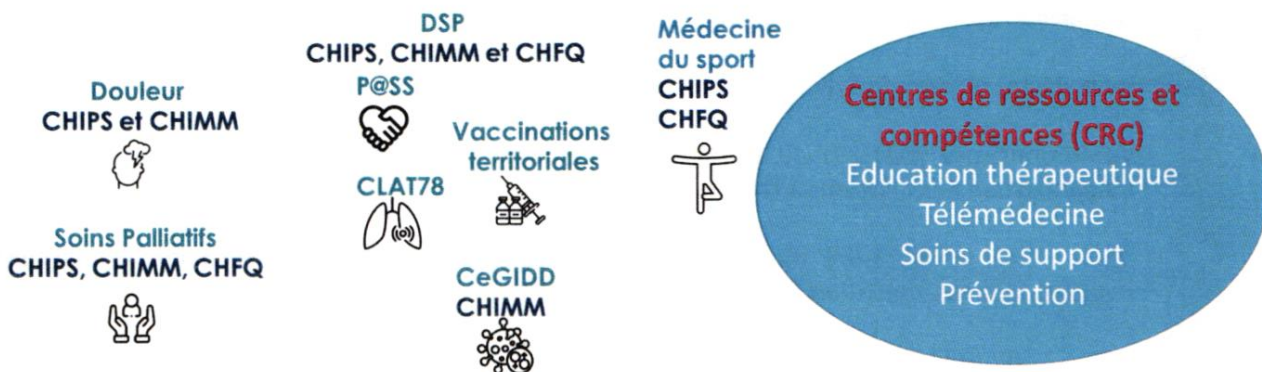 Douleur
CHIPS et CHIMM
Soins Palliatifs
CHIPS, CHIMM, CHFQ
DSP
CHIPS, CHIMM et CHFQ
P@SS
Vaccinations
territoriales
CLAT78
CeGIDD
CHIMM
Médecine
du sport
CHIPS
CHFQ
Centres de ressources et
compétences (CRC)
Education thérapeutique
Télémédecine
Soins de support
Prévention